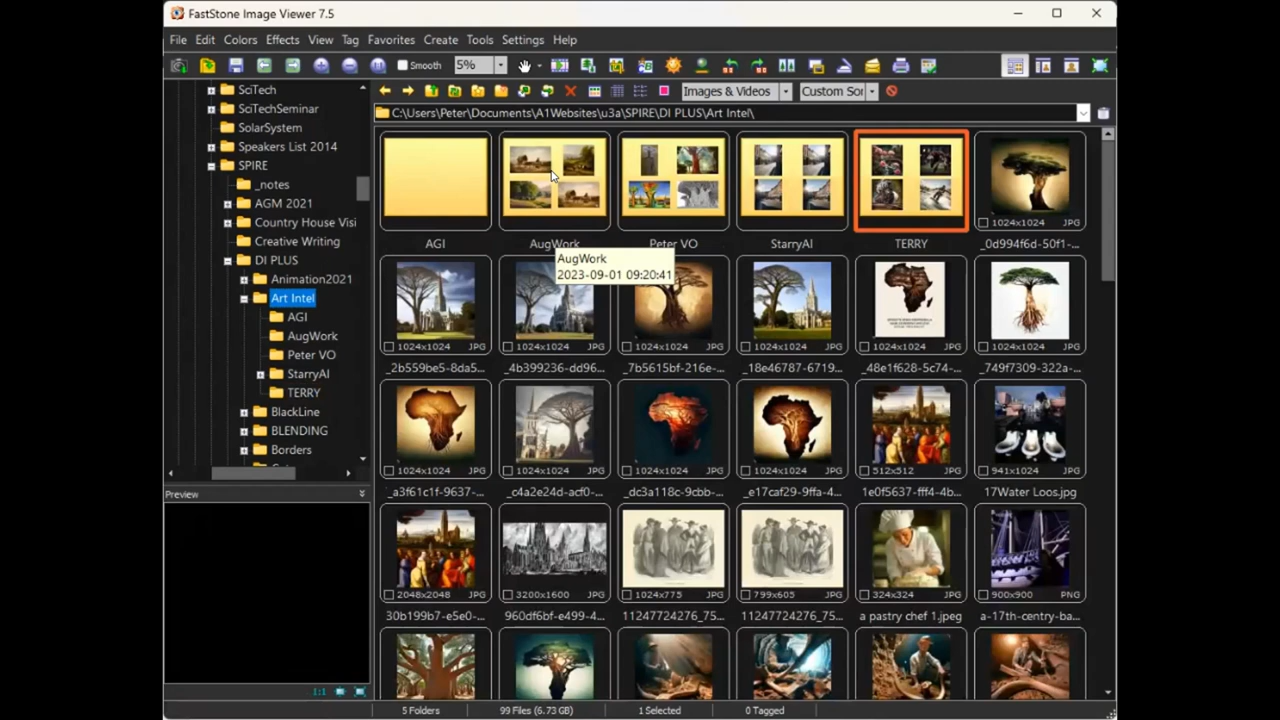 FastStone Image Viewer 7.5
File Edit Colors Effects View Tag Favorites Create Tools Settings Help
Smooth 5%
Images & Videos Custom Sor
C:\Users\Peter\Documents\A1Websites\u3a\SPIRE\DI PLUS\Art Intel\
SciTech
SciTechSeminar
SolarSystem
Speakers List 2014
SPIRE
_notes
AGM 2021
Country House Visi
Creative Writing
DI PLUS
Animation2021
Art Intel
AGI
AugWork
Peter VO
StarryAI
TERRY
BlackLine
BLENDING
Borders
Preview
1:1
1024x1024 JPG
AGI AugWork Peter VO StarryAI TERRY _0d994f6d-50f1-...
AugWork
2023-09-01 09:20:41
1024x1024 JPG 1024x1024 JPG 1024x1024 JPG 1024x1024 JPG 1024x1024 JPG 1024x1024 JPG
_2b559be5-8da5... _4b399236-dd96... _7b5615bf-216e-... _18e46787-6719... _48e1f628-5c74-... _749f7309-322a-...
1024x1024 JPG 1024x1024 JPG 1024x1024 JPG 1024x1024 JPG 512x512 JPG 941x1024 JPG
_a3f61c1f-9637-... _c4a2e24d-acf0-... _dc3a118c-9cbb-... _e17caf29-9ffa-4... 1e0f5637-fff4-4b... 17Water Loos.jpg
2048x2048 JPG 3200x1600 JPG 1024x775 JPG 799x605 JPG 324x324 JPG 900x900 PNG
30b199b7-e5e0-... 960df6bf-e499-4... 11247724276_75... 11247724276_75... a pastry chef 1.jpeg a-17th-centry-ba...
5 Folders 99 Files (6.73 GB) 1 Selected 0 Tagged